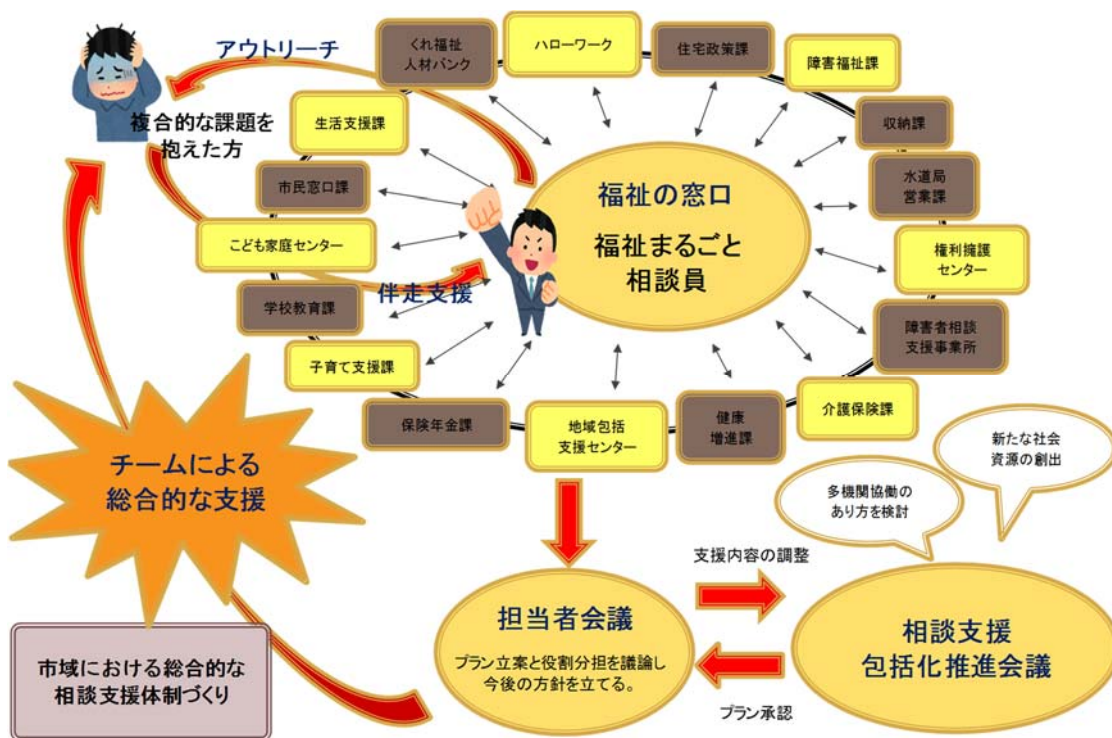 アウトリーチ
複合的な課題を
抱えた方
くれ福祉
人材バンク
ハローワーク
住宅政策課
障害福祉課
収納課
水道局
営業課
権利擁護
センター
障害者相談
支援事業所
介護保険課
健康
増進課
地域包括
支援センター
保険年金課
子育て支援課
学校教育課
こども家庭センター
市民窓口課
生活支援課
福祉の窓口
福祉まるごと
相談員
伴走支援
チームによる
総合的な支援
市域における総合的な
相談支援体制づくり
担当者会議
プラン立案と役割分担を議論し
今後の方針を立てる。
支援内容の調整
プラン承認
相談支援
包括化推進会議
多機関協働の
あり方を検討
新たな社会
資源の創出